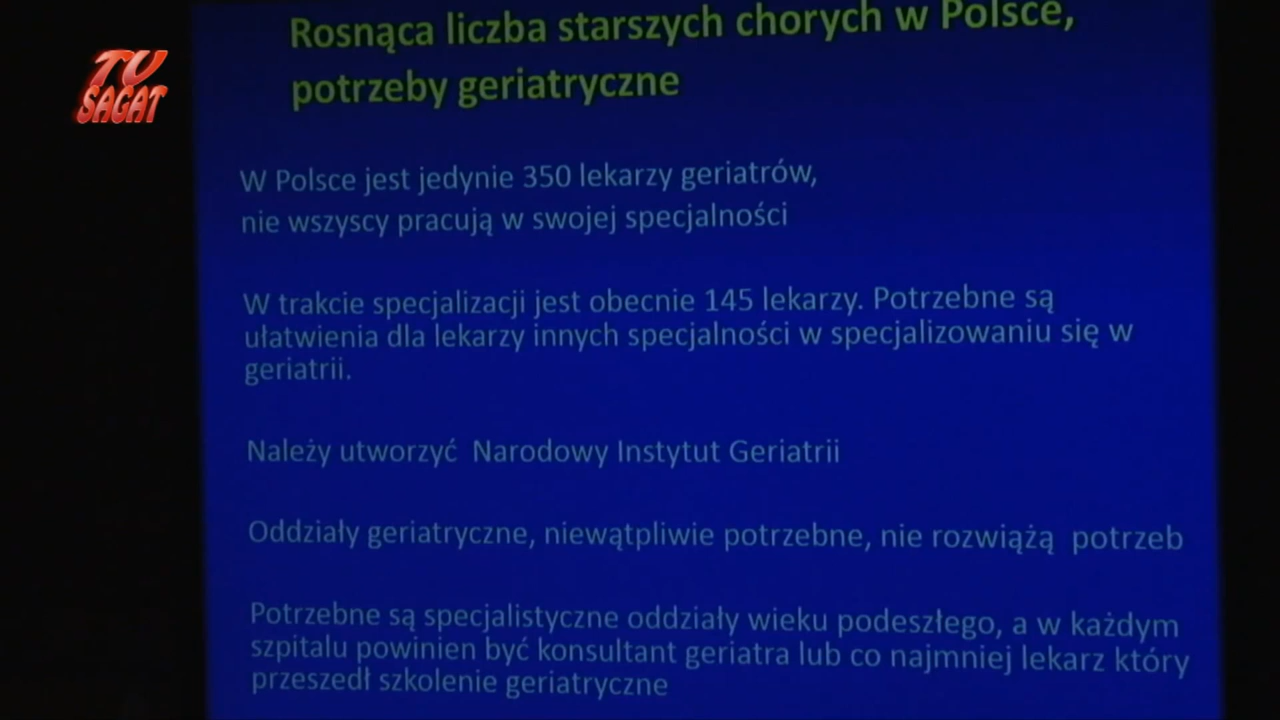 TV
SAGAT
Rosnąca liczba starszych chorych w Polsce,
potrzeby geriatryczne
W Polsce jest jedynie 350 lekarzy geriatrów,
nie wszyscy pracują w swojej specjalności
W trakcie specjalizacji jest obecnie 145 lekarzy. Potrzebne są
ułatwienia dla lekarzy innych specjalności w specjalizowaniu się w
geriatrii.
Należy utworzyć Narodowy Instytut Geriatrii
Oddziały geriatryczne, niewątpliwie potrzebne, nie rozwiążą potrzeb
Potrzebne są specjalistyczne oddziały wieku podeszłego, a w każdym
szpitalu powinien być konsultant geriatra lub co najmniej lekarz który
przeszedł szkolenie geriatryczne